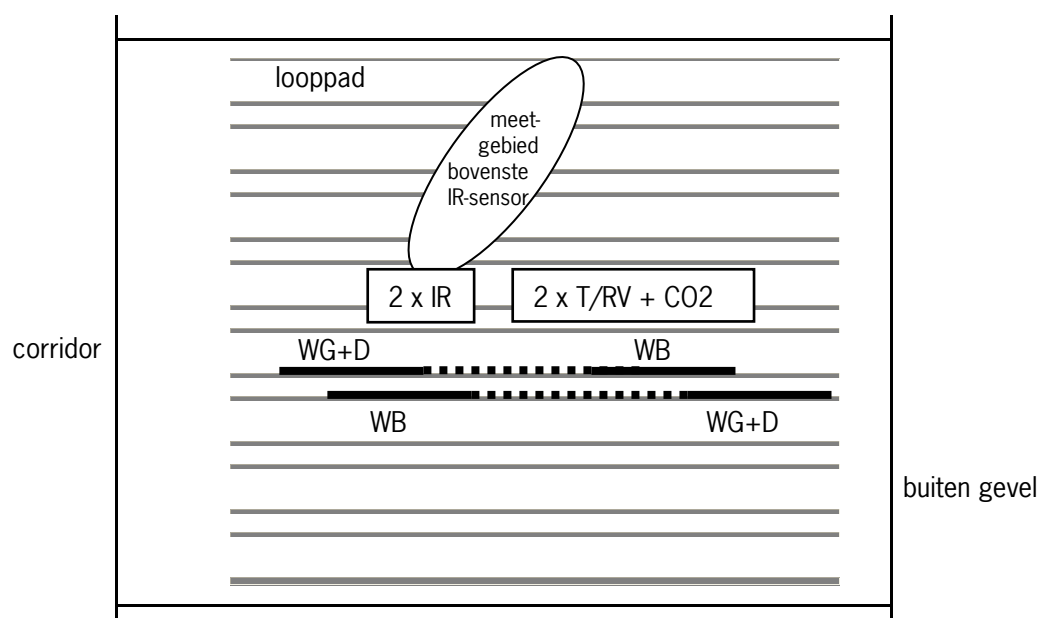 looppad
meet-
gebied
bovenste
IR-sensor
2 x IR
2 x T/RV + CO2
corridor
WG+D
WB
WB
WG+D
buiten gevel